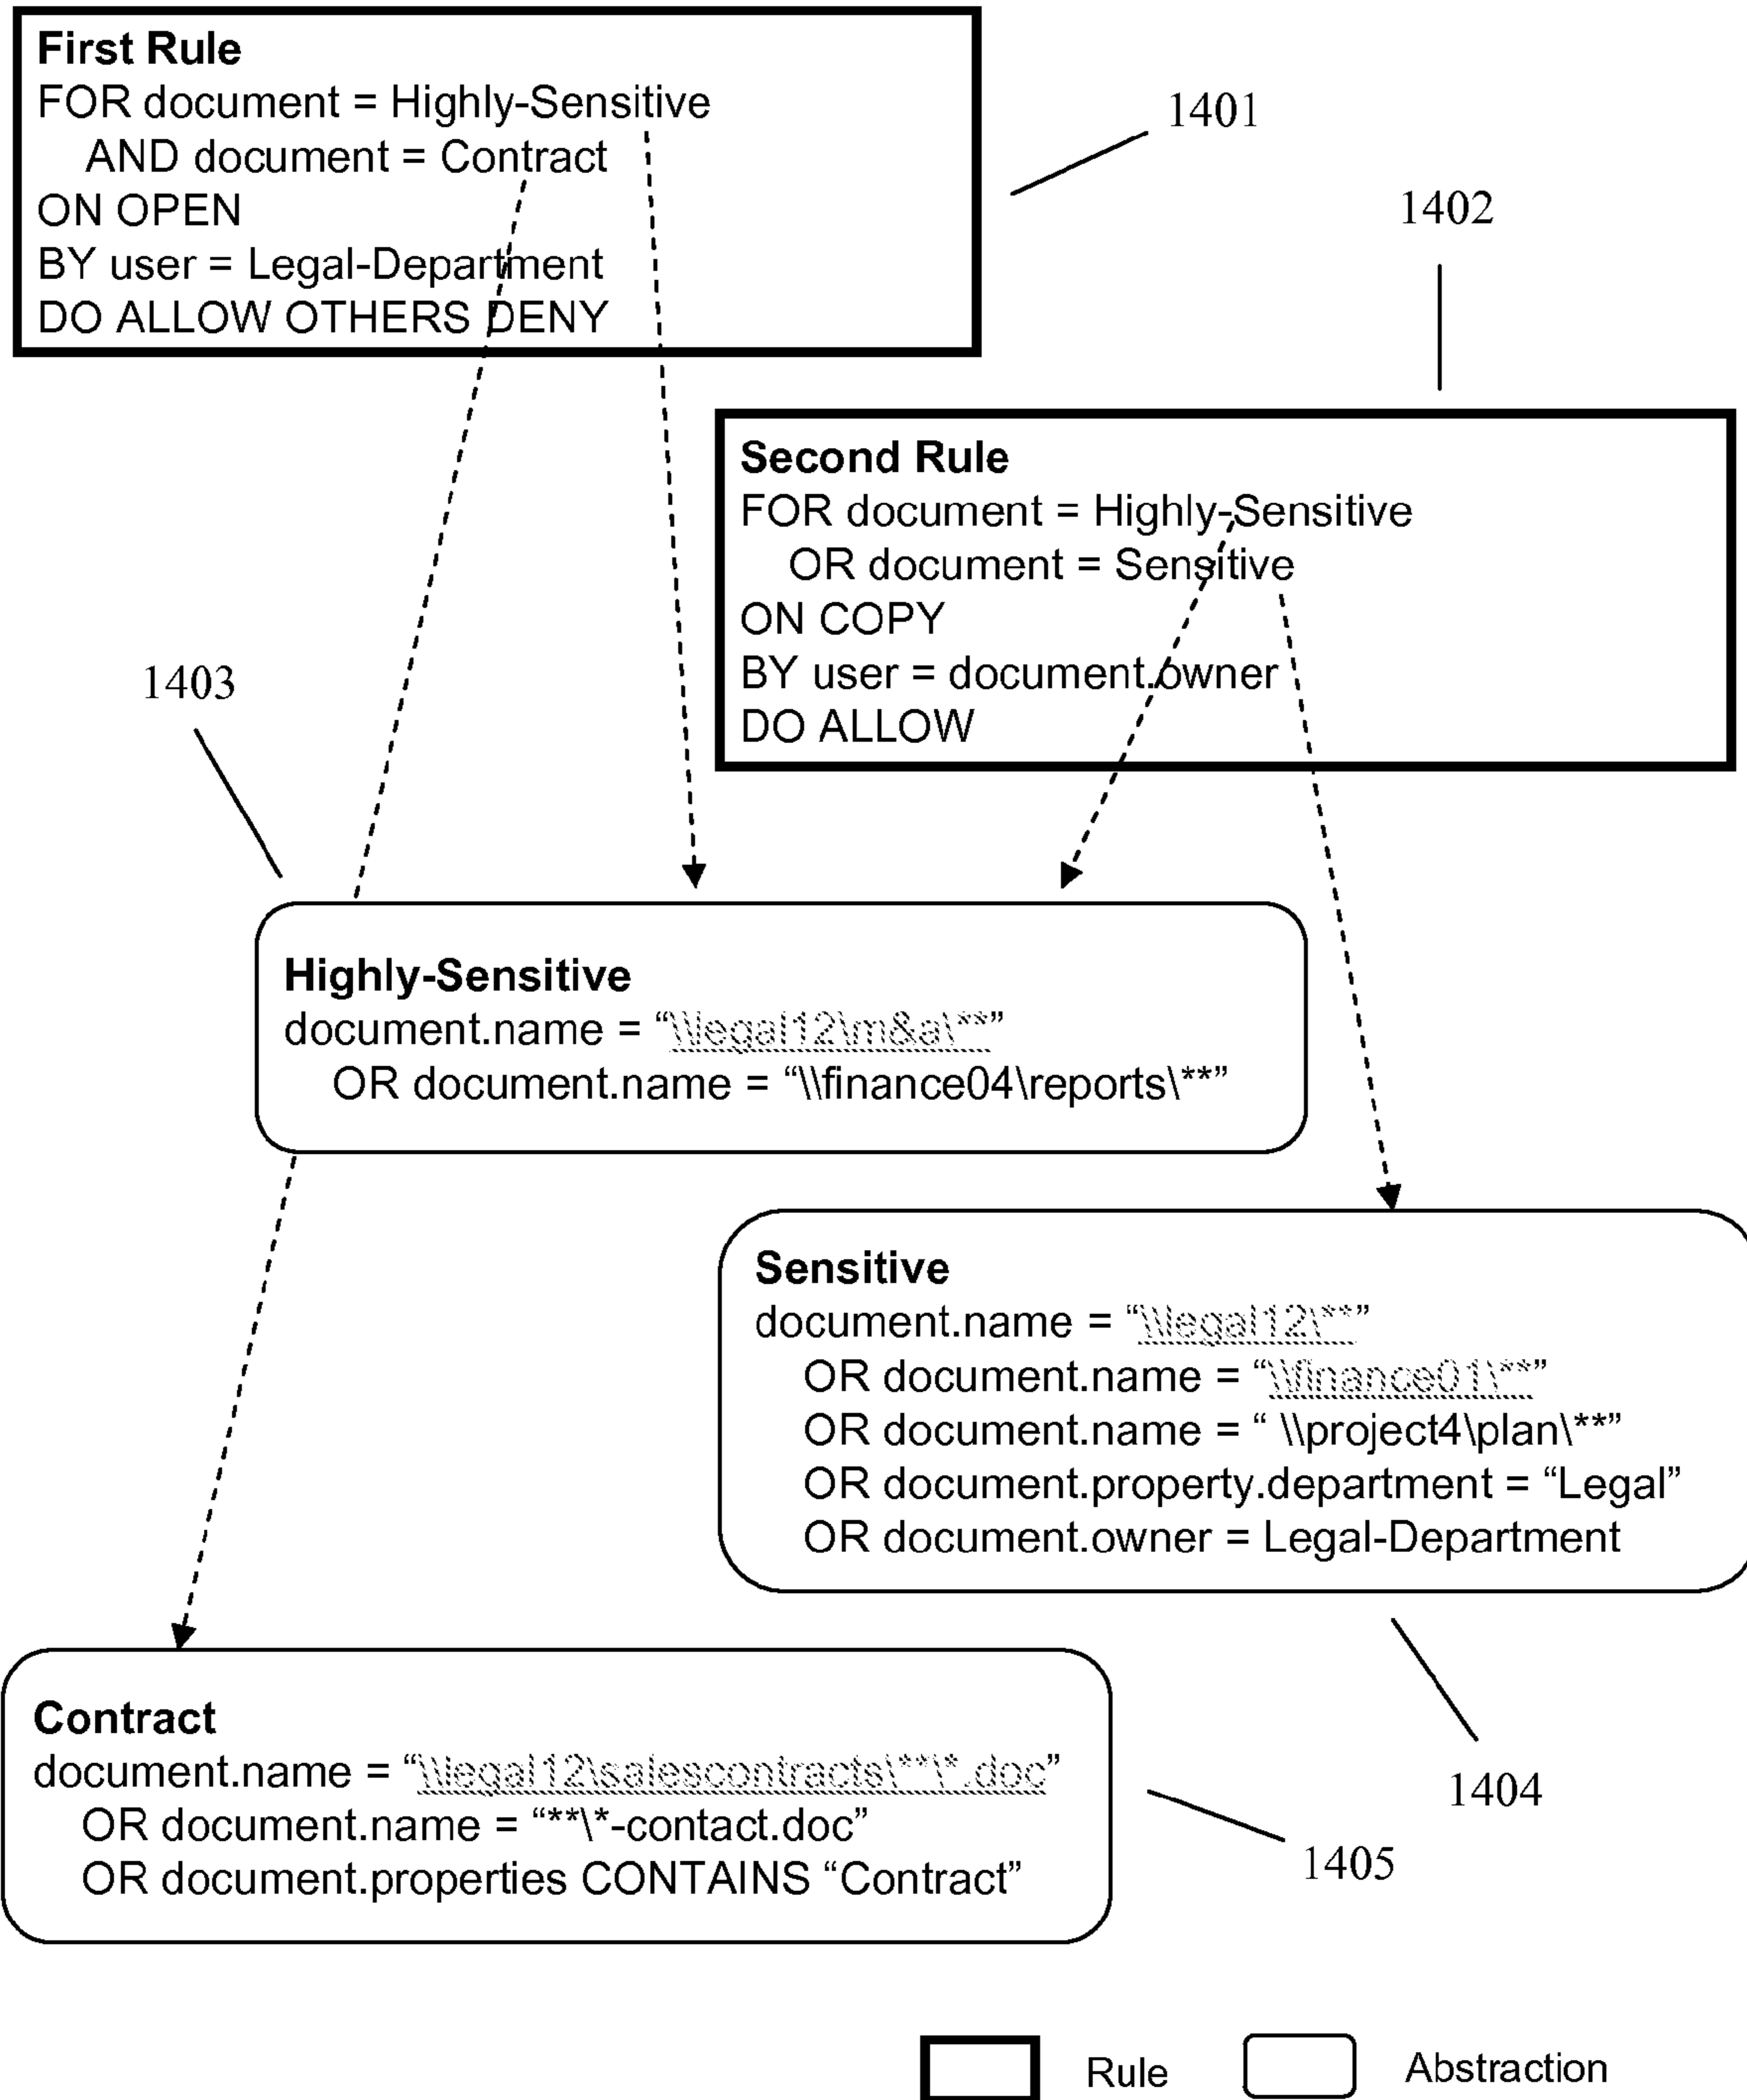 First Rule
FOR document = Highly-Sensitive
AND document = Contract
ON OPEN
BY user = Legal-Department
DO ALLOW OTHERS DENY
1401
1402
Second Rule
FOR document = Highly-Sensitive
OR document = Sensitive
ON COPY
BY user = document.owner
DO ALLOW
1403
Highly-Sensitive
document.name = “\\legal12\m&a\**”
OR document.name = “\\finance04\reports\**”
Sensitive
document.name = “\\legal12\**”
OR document.name = “\\finance01\**”
OR document.name = “ \\project4\plan\**”
OR document.property.department = “Legal”
OR document.owner = Legal-Department
1404
Contract
document.name = “\\legal12\salescontracts\**\*.doc”
OR document.name = “**\*-contact.doc”
OR document.properties CONTAINS “Contract”
1405
Rule
Abstraction